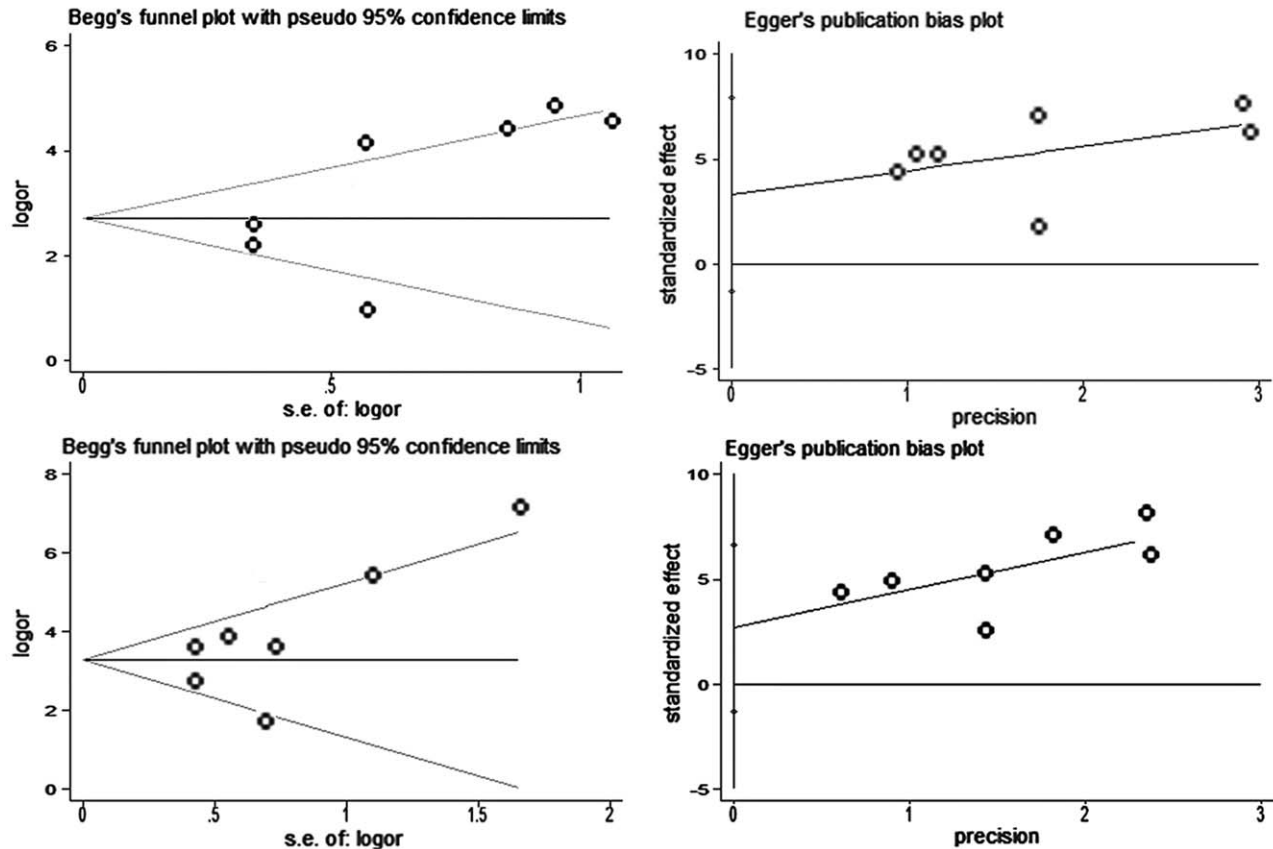 Begg's funnel plot with pseudo 95% confidence limits
6
4
2
0
logor
0 .5 1
s.e. of: logor
Egger's publication bias plot
10
5
0
-5
standardized effect
0 1 2 3
precision
Begg's funnel plot with pseudo 95% confidence limits
8
6
4
2
0
logor
0 .5 1 1.5 2
s.e. of: logor
Egger's publication bias plot
10
5
0
-5
standardized effect
0 1 2 3
precision